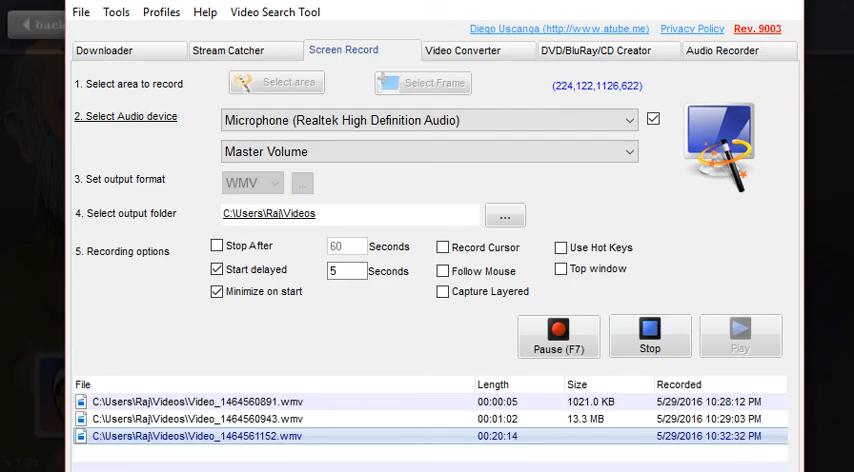 back
File Tools Profiles Help Video Search Tool
Diego Uscanga (http://www.atube.me) Privacy Policy Rev. 9003
Downloader Stream Catcher Screen Record Video Converter DVD/BluRay/CD Creator Audio Recorder
1. Select area to record Select area Select Frame (224,122,1126,622)
2. Select Audio device Microphone (Realtek High Definition Audio)
Master Volume
3. Set output format WMV ...
4. Select output folder C:\Users\Raj\Videos ...
5. Recording options Stop After 60 Seconds Record Cursor Use Hot Keys
Start delayed 5 Seconds Follow Mouse Top window
Minimize on start Capture Layered
Pause (F7) Stop Play
File Length Size Recorded
C:\Users\Raj\Videos\Video_1464560891.wmv 00:00:05 1021.0 KB 5/29/2016 10:28:12 PM
C:\Users\Raj\Videos\Video_1464560943.wmv 00:01:02 13.3 MB 5/29/2016 10:29:03 PM
C:\Users\Raj\Videos\Video_1464561152.wmv 00:20:14 5/29/2016 10:32:32 PM